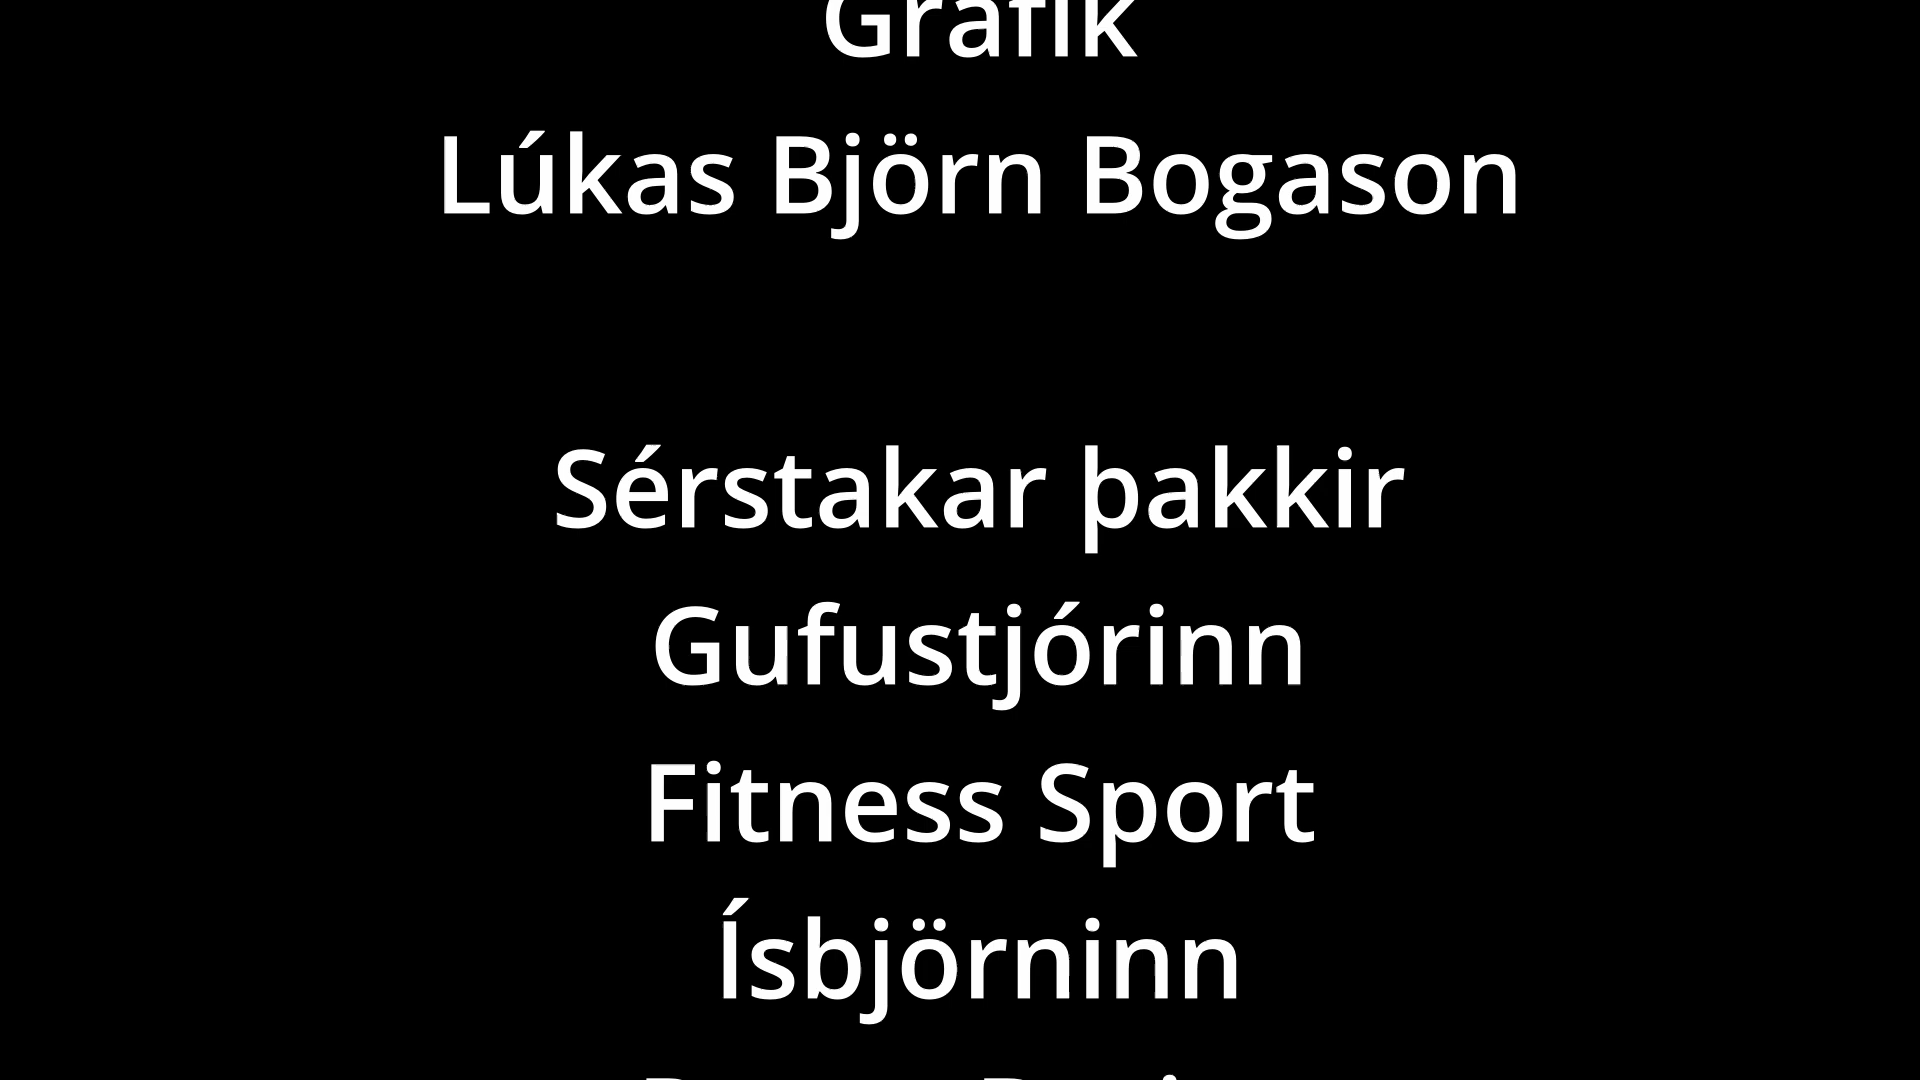 Grafík
Lúkas Björn Bogason
Sérstakar þakkir
Gufustjórinn
Fitness Sport
Ísbjörninn